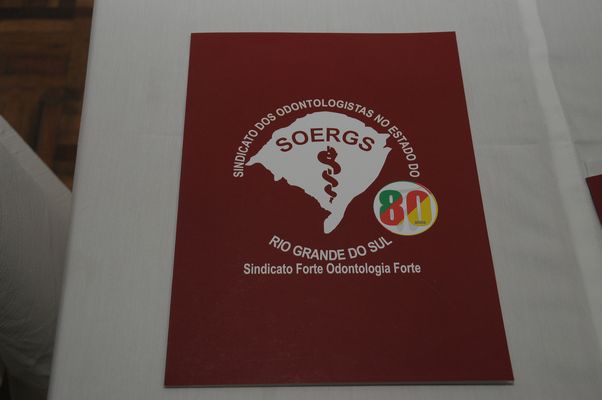 SINDICATO DOS ODONTOLOGISTAS NO ESTADO DO
SOERGS
80
RIO GRANDE DO SUL
Sindicato Forte Odontologia Forte